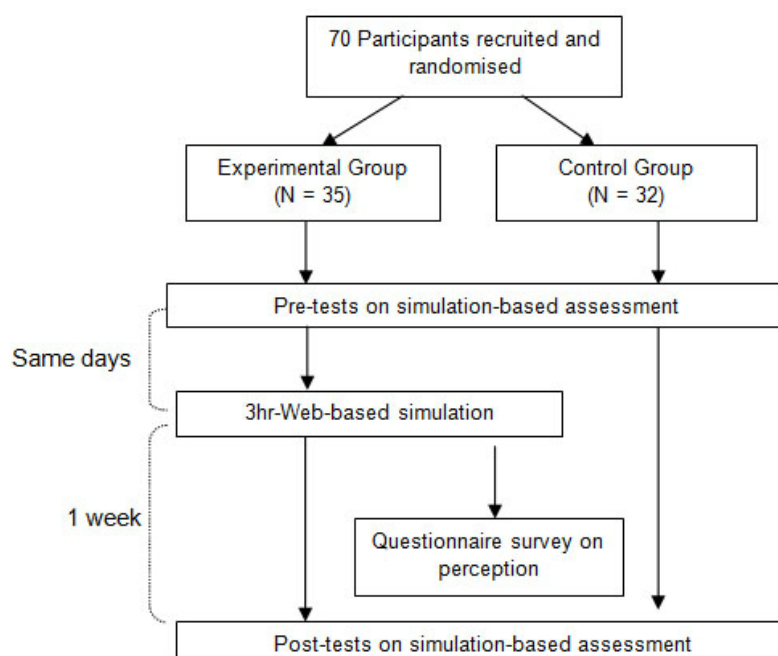 70 Participants recruited and
randomised
Experimental Group
(N = 35)
Control Group
(N = 32)
Pre-tests on simulation-based assessment
Same days
3hr-Web-based simulation
1 week
Questionnaire survey on
perception
Post-tests on simulation-based assessment